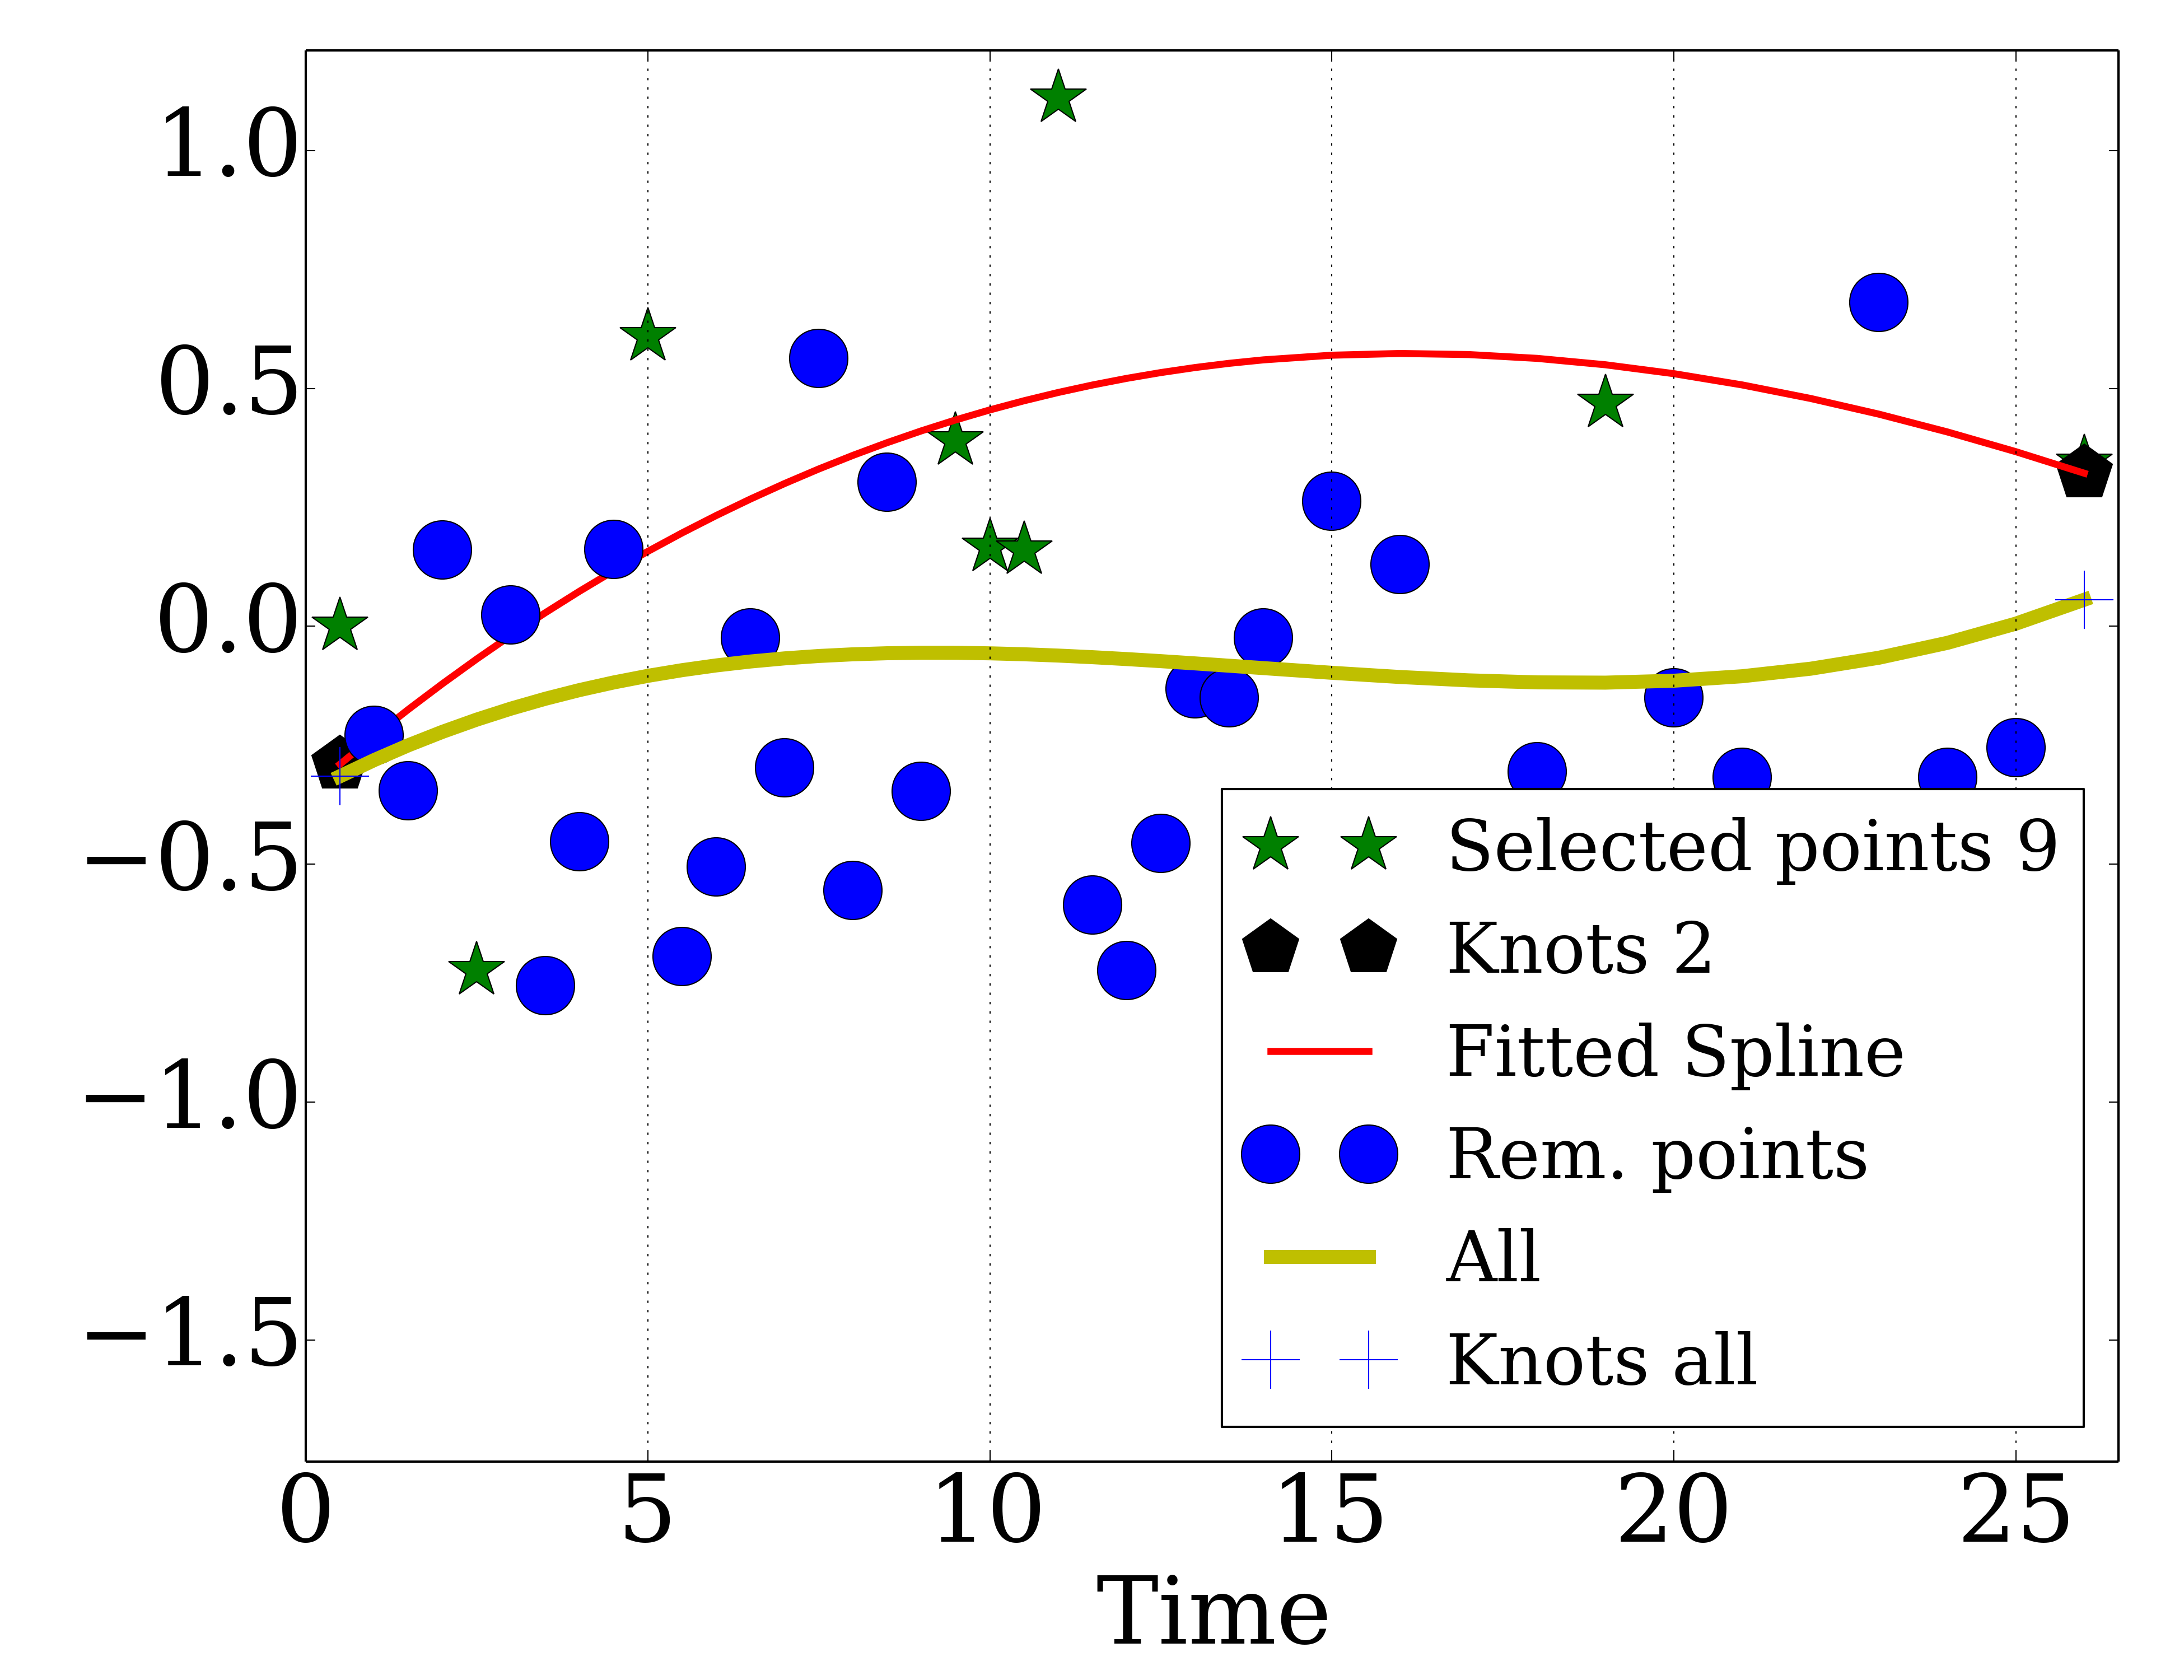 1.0
0.5
0.0
−0.5
−1.0
−1.5
Selected points 9
Knots 2
Fitted Spline
Rem. points
All
Knots all
0 5 10 15 20 25
Time